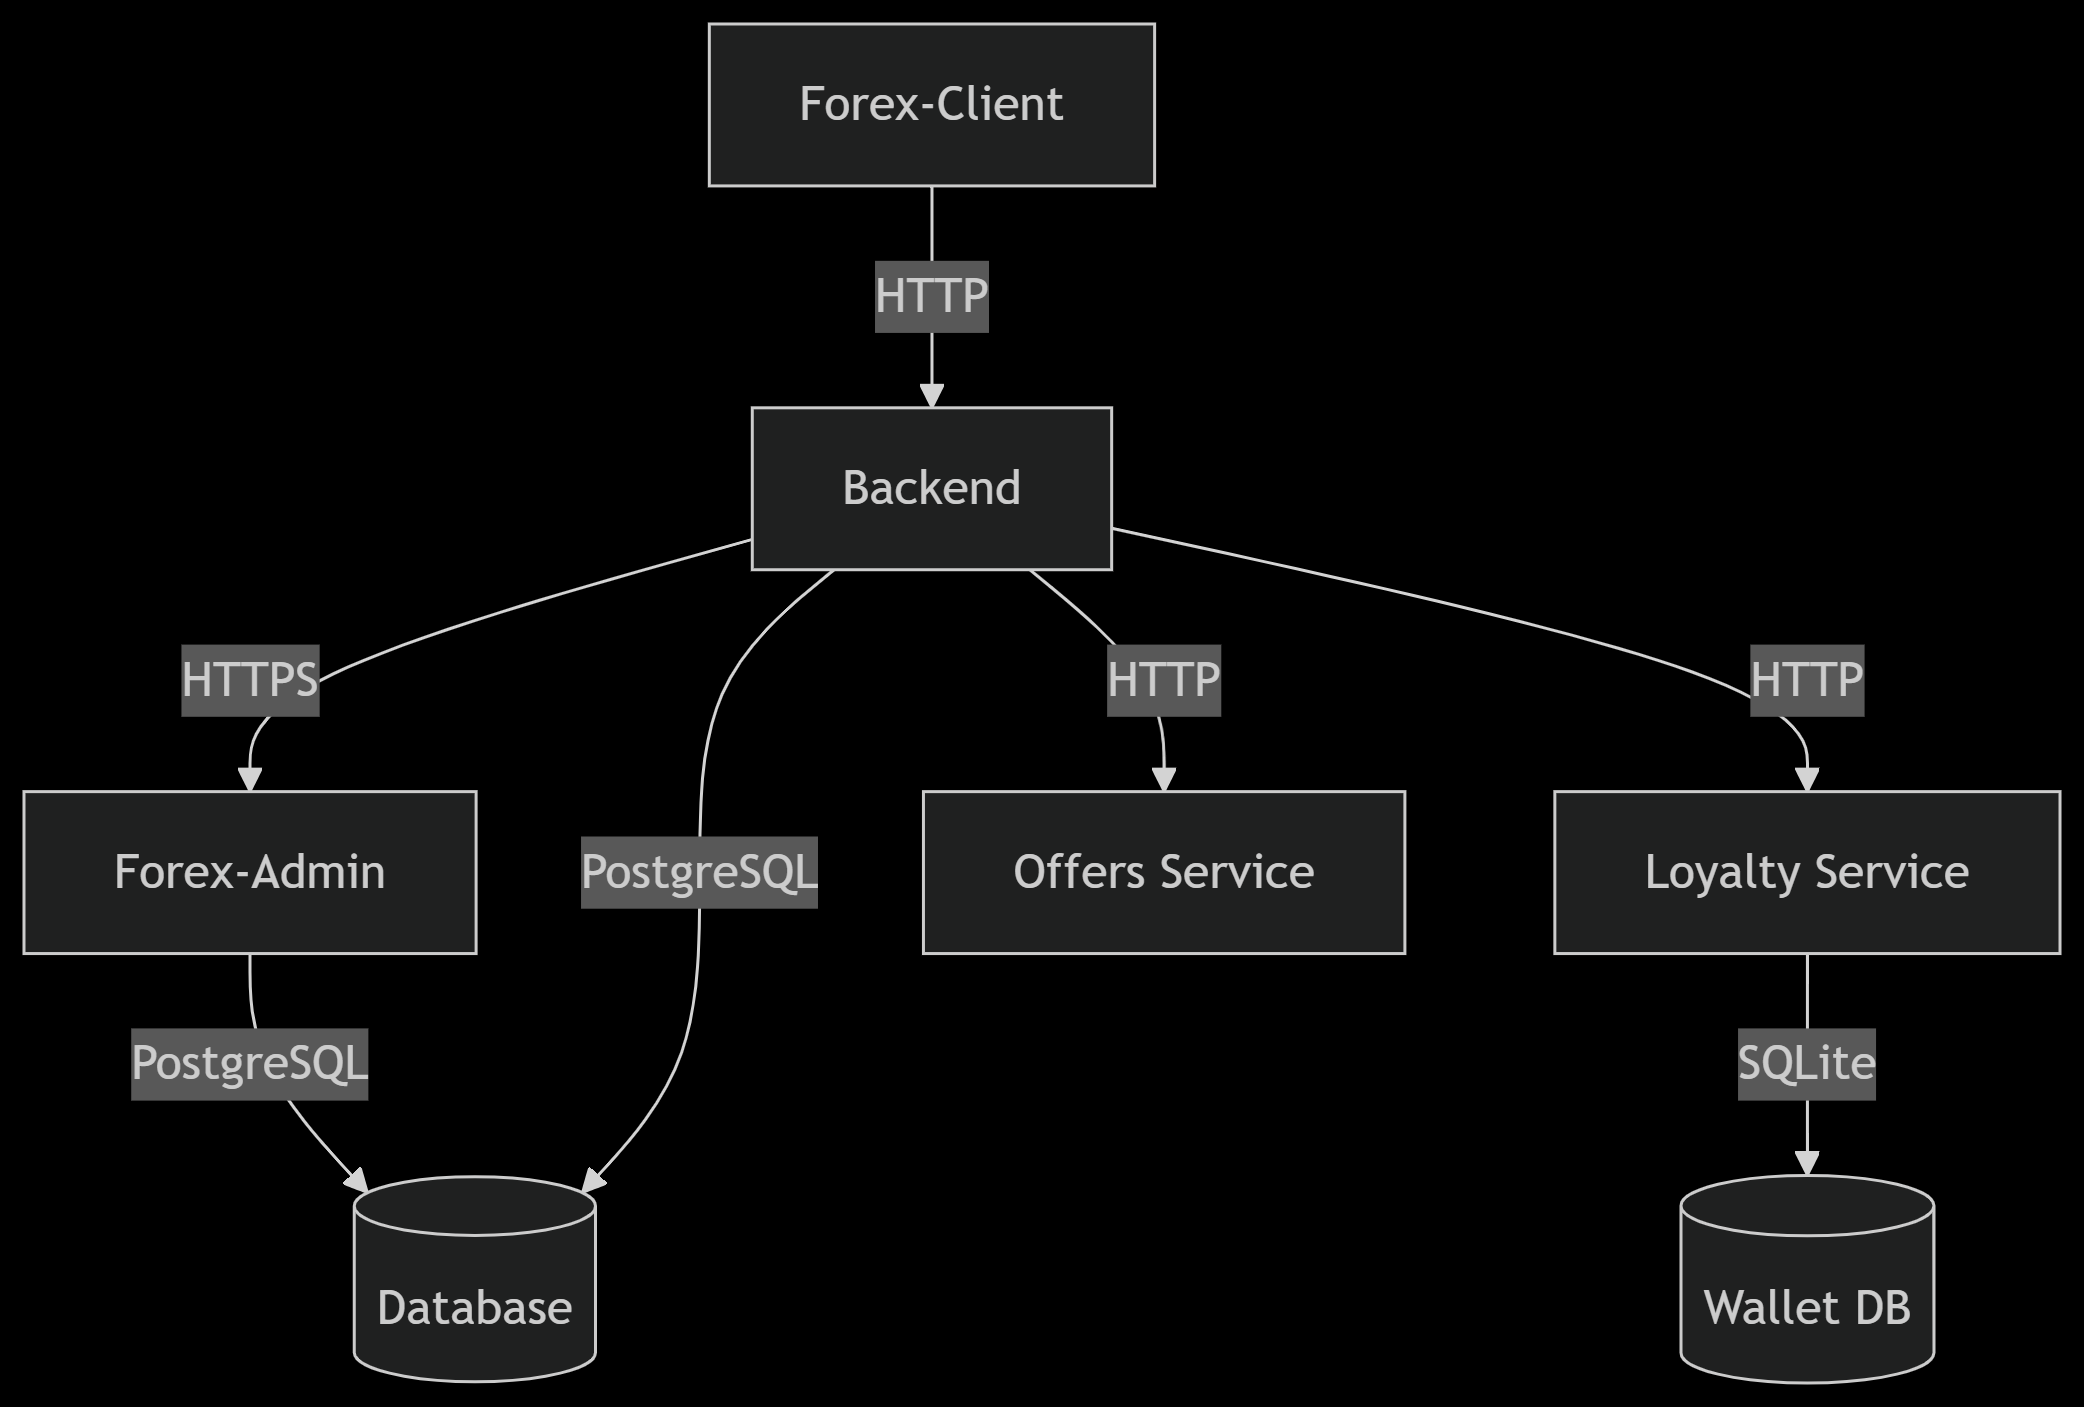 Forex-Client
HTTP
Backend
HTTPS
HTTP
HTTP
Forex-Admin
PostgreSQL
Offers Service
Loyalty Service
PostgreSQL
SQLite
Database
Wallet DB